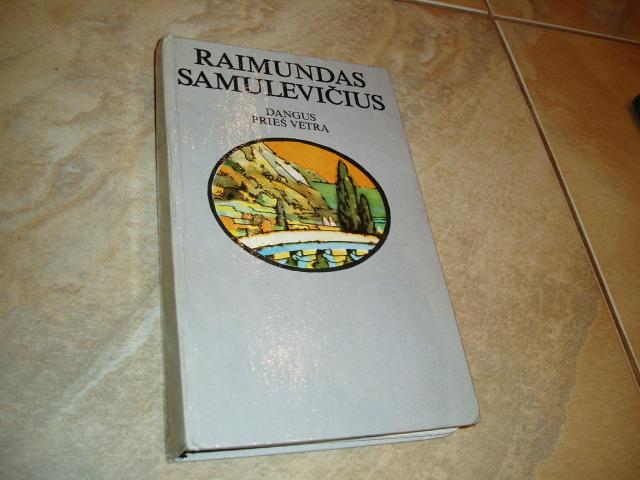 RAIMUNDAS
SAMULEVIČIUS
DANGUS
PRIEŠ VĖTRĄ